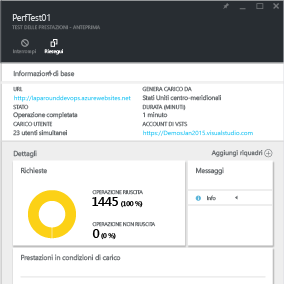 PerfTest01
TEST DELLE PRESTAZIONI - ANTEPRIMA
Interrompi Riesegui
Informazioni di base
URL GENERA CARICO DA
http://laparounddevops.azurewebsites.net Stati Uniti centro-meridionali
STATO DURATA (MINUTI)
Operazione completata 1 minuto
CARICO UTENTE ACCOUNT DI VSTS
23 utenti simultanei https://DemosJan2015.visualstudio.com
Dettagli Aggiungi riquadri
Richieste Messaggi
OPERAZIONE RIUSCITA
1445 (100 %)
Info
OPERAZIONE NON RIUSCITA
0 (0 %)
Prestazioni in condizioni di carico